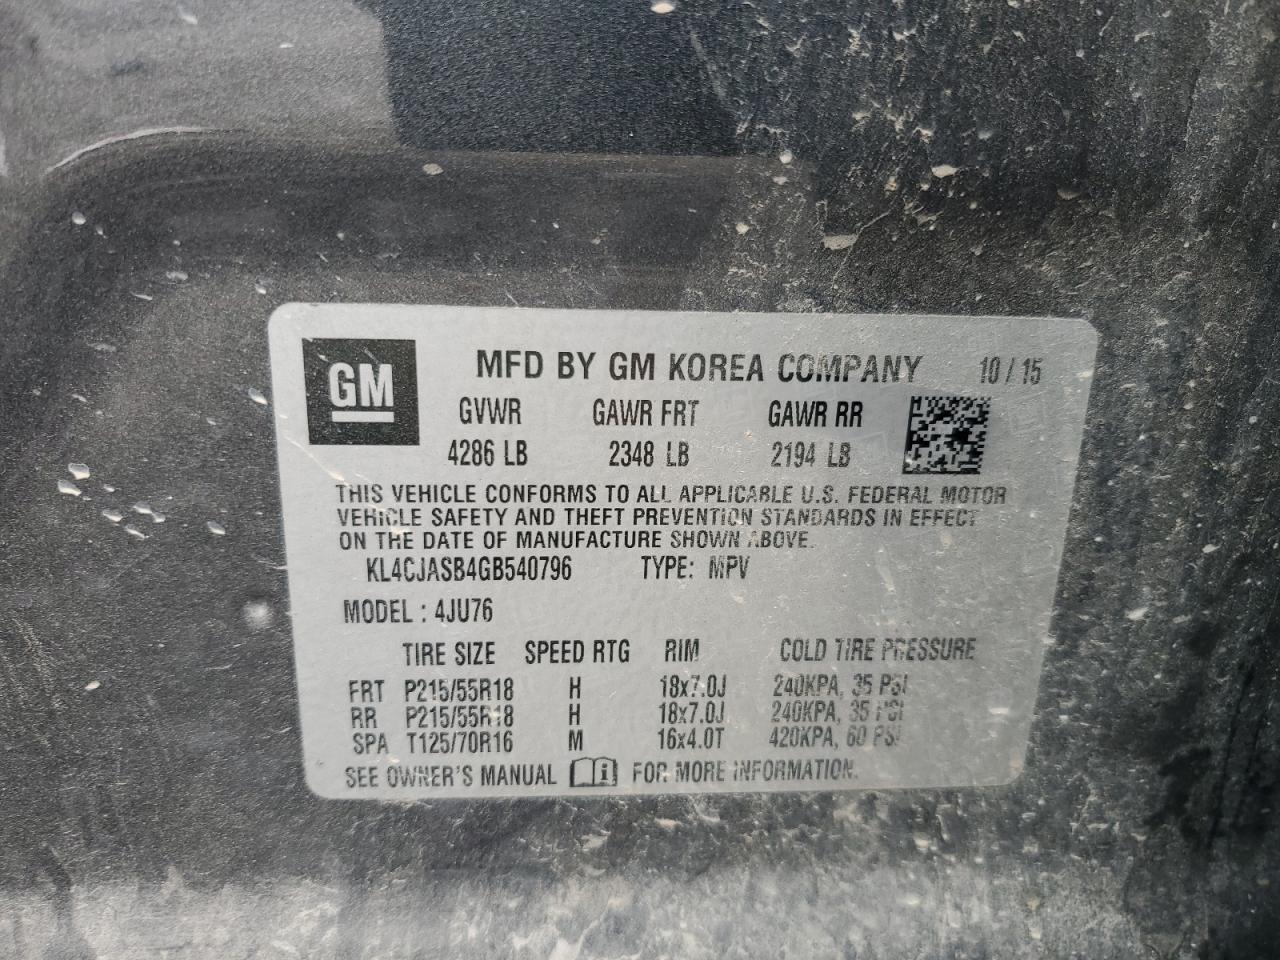 GM
MFD BY GM KOREA COMPANY 10 / 15
GVWR GAWR FRT GAWR RR
4286 LB 2348 LB 2194 LB
THIS VEHICLE CONFORMS TO ALL APPLICABLE U.S. FEDERAL MOTOR
VEHICLE SAFETY AND THEFT PREVENTION STANDARDS IN EFFECT
ON THE DATE OF MANUFACTURE SHOWN ABOVE.
KL4CJASB4GB540796 TYPE: MPV
MODEL : 4JU76
TIRE SIZE SPEED RTG RIM COLD TIRE PRESSURE
FRT P215/55R18 H 18x7.0J 240KPA, 35 PSI
RR P215/55R18 H 18x7.0J 240KPA, 35 PSI
SPA T125/70R16 M 16x4.0T 420KPA, 60 PSI
SEE OWNER'S MANUAL i FOR MORE INFORMATION.